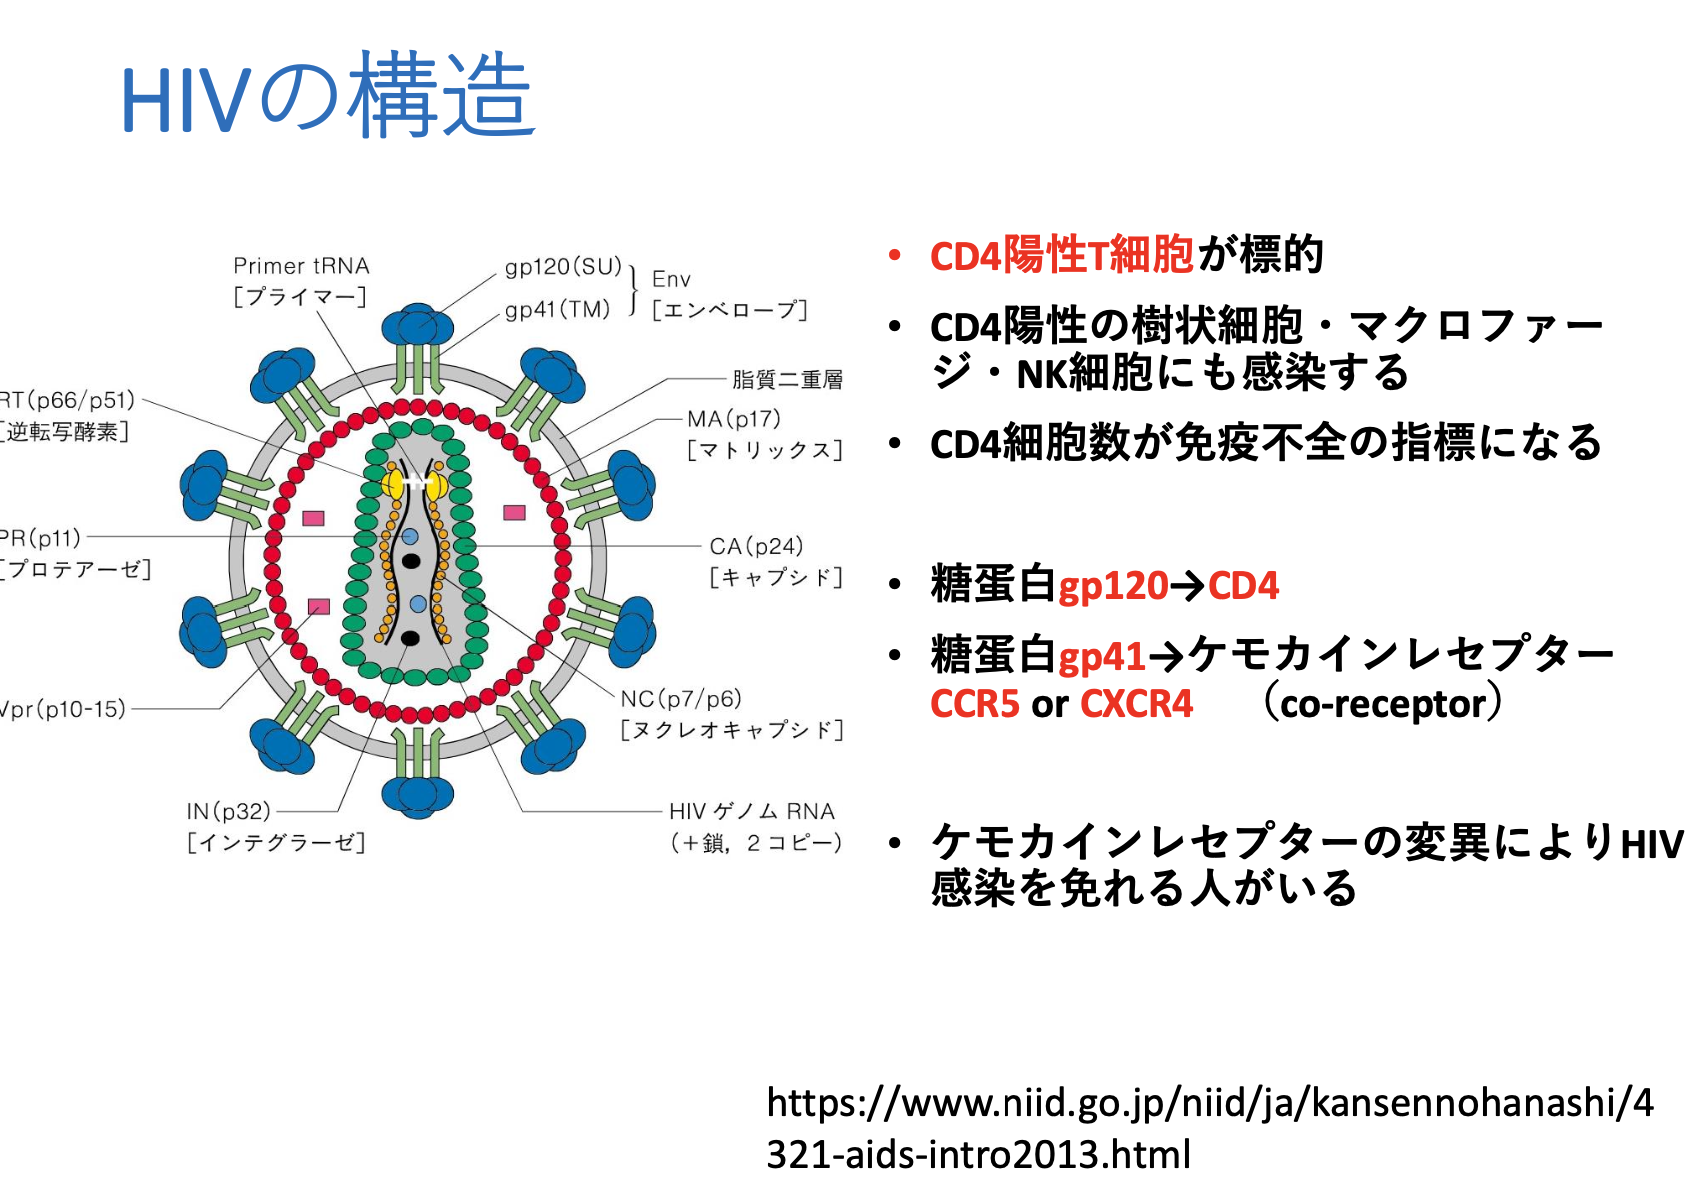 HIVの構造
Primer tRNA
[プライマー]
gp120(SU)
gp41(TM)
Env
[エンベロープ]
RT(p66/p51)
[逆転写酵素]
脂質二重層
MA(p17)
[マトリックス]
PR(p11)
[プロテアーゼ]
CA(p24)
[キャプシド]
Vpr(p10-15)
NC(p7/p6)
[ヌクレオキャプシド]
IN(p32)
[インテグラーゼ]
HIV ゲノム RNA
(＋鎖, 2 コピー)
• CD4陽性T細胞が標的
• CD4陽性の樹状細胞・マクロファー
ジ・NK細胞にも感染する
• CD4細胞数が免疫不全の指標になる
• 糖蛋白gp120→CD4
• 糖蛋白gp41→ケモカインレセプター
CCR5 or CXCR4　（co-receptor）
• ケモカインレセプターの変異によりHIV
感染を免れる人がいる
https://www.niid.go.jp/niid/ja/kansennohanashi/4
321-aids-intro2013.html